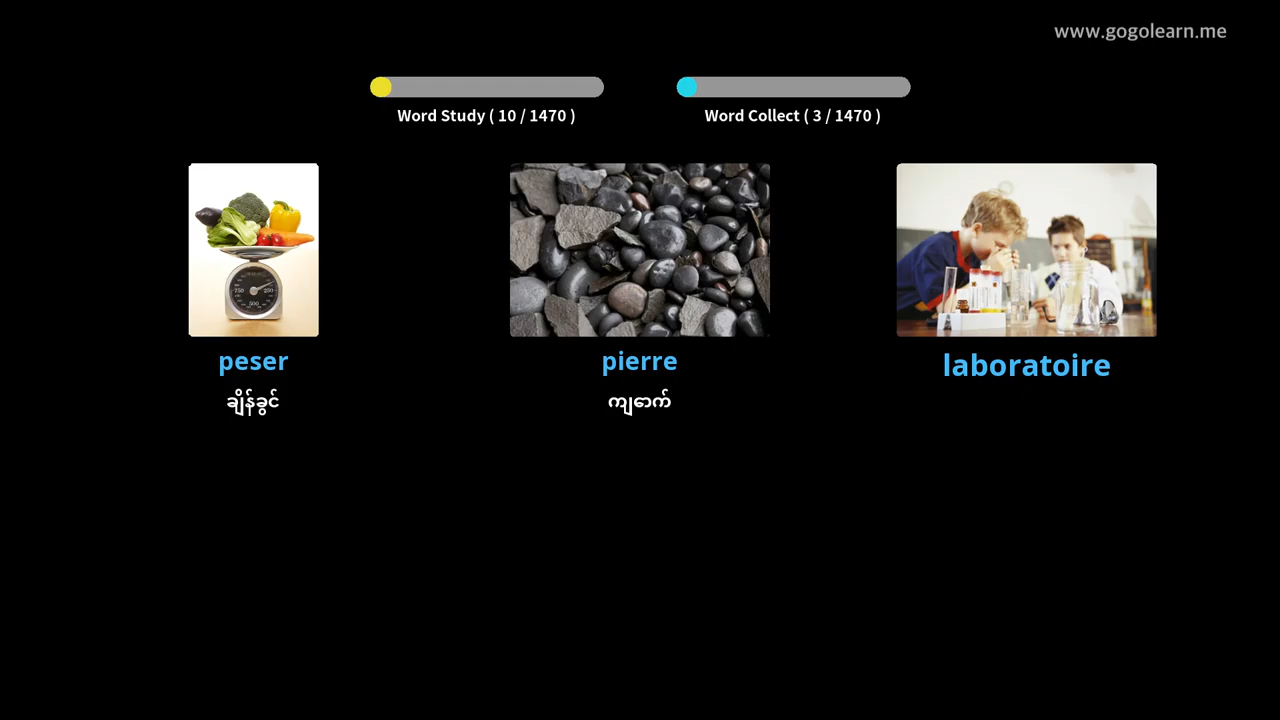 www.gogolearn.me
Word Study ( 10 / 1470 )
Word Collect ( 3 / 1470 )
peser
pierre
laboratoire
ချိန်ခွင်
ကျောက်